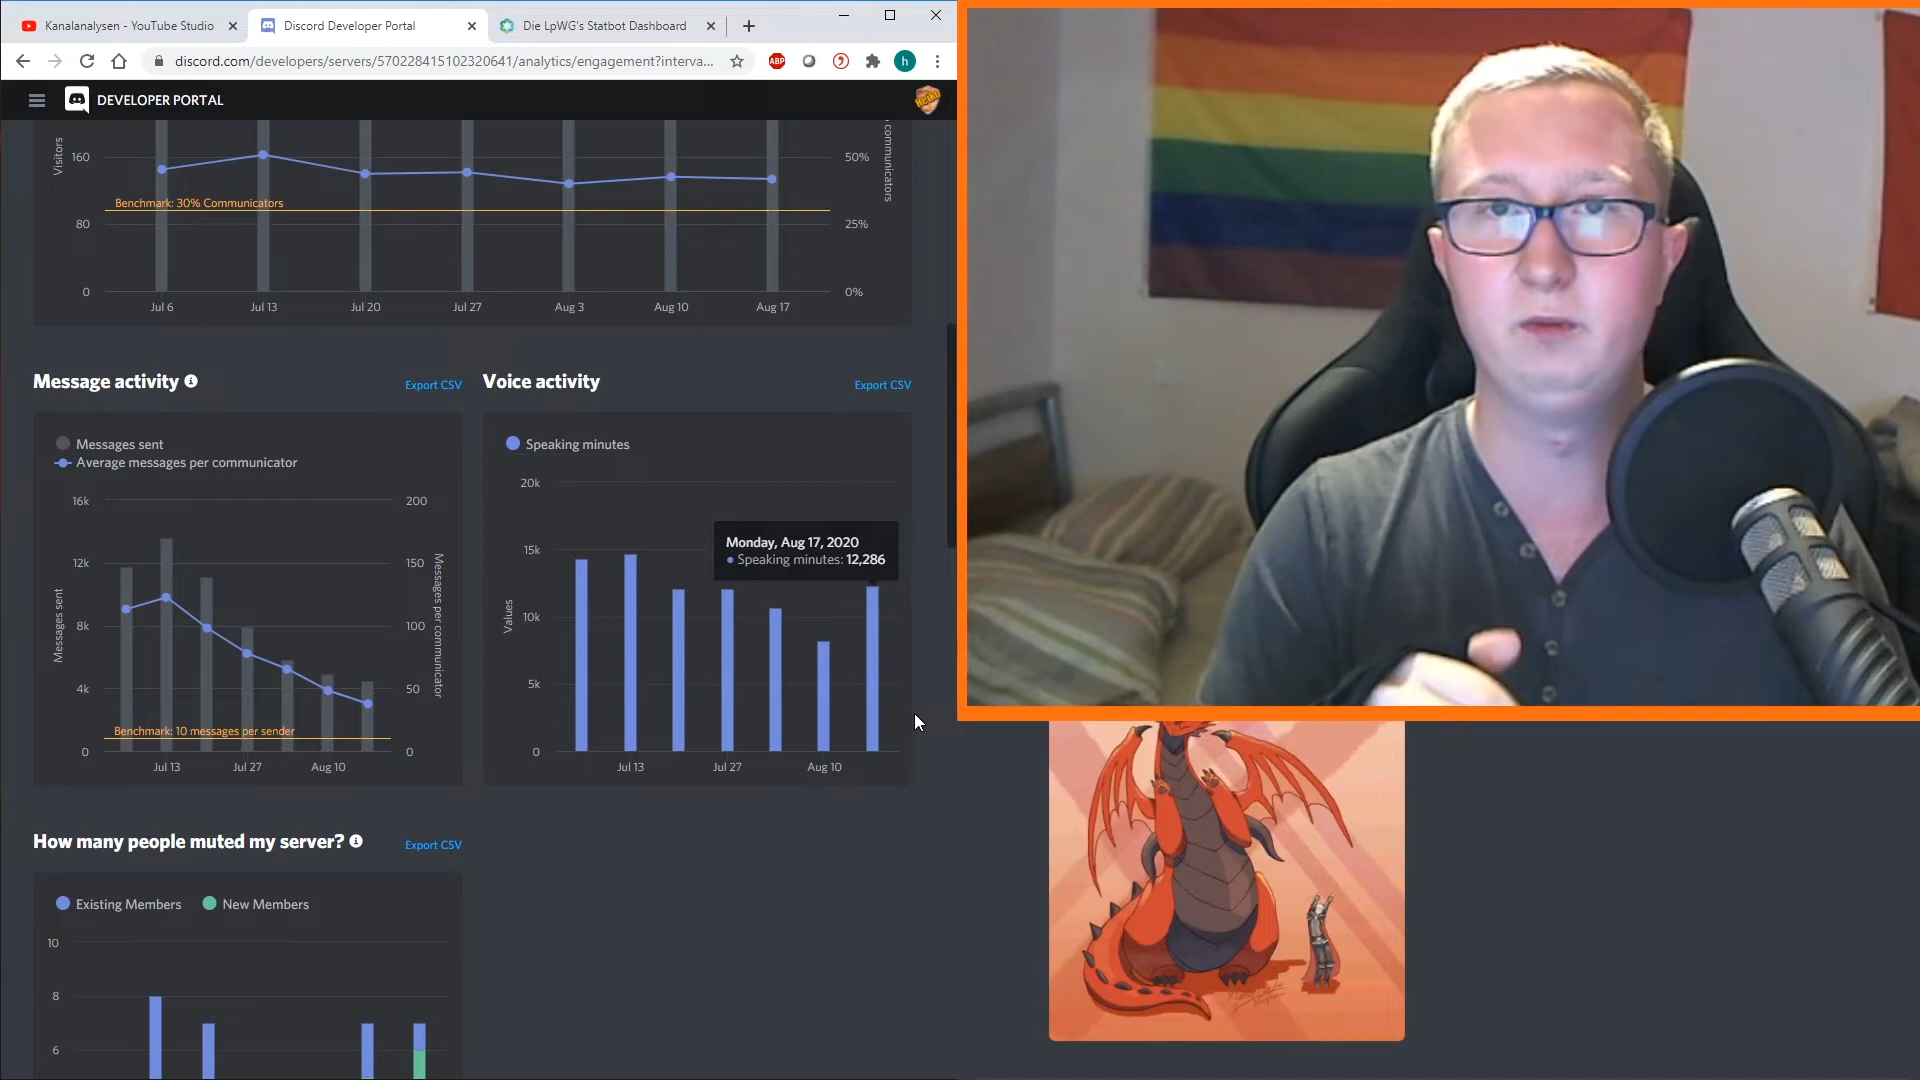 Kanalanalysen - YouTube Studio
Discord Developer Portal
Die LpWG's Statbot Dashboard
discord.com/developers/servers/570228415102320641/analytics/engagement?interva...
ABP
h
DEVELOPER PORTAL
Heiko
Visitors
160
80
0
Benchmark: 30% Communicators
50%
25%
0%
communicators
Jul 6
Jul 13
Jul 20
Jul 27
Aug 3
Aug 10
Aug 17
Message activity
Export CSV
Messages sent
Average messages per communicator
16k
12k
8k
4k
0
Messages sent
200
150
100
50
0
Messages per communicator
Benchmark: 10 messages per sender
Jul 13
Jul 27
Aug 10
Voice activity
Export CSV
Speaking minutes
20k
15k
10k
5k
0
Values
Monday, Aug 17, 2020
Speaking minutes: 12,286
Jul 13
Jul 27
Aug 10
How many people muted my server?
Export CSV
Existing Members
New Members
10
8
6